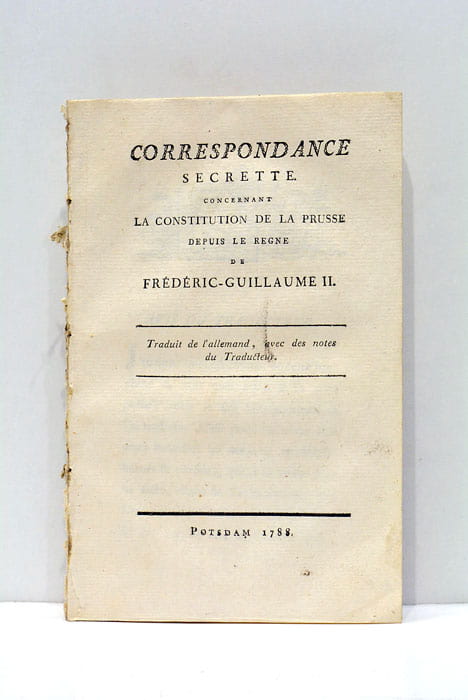 CORRESPONDANCE
SECRETTE.
CONCERNANT
LA CONSTITUTION DE LA PRUSSE
DEPUIS LE REGNE
DE
FRÉDÉRIC-GUILLAUME II.
Traduit de l'allemand, avec des notes
du Traducteur.
POTSDAM 1788.